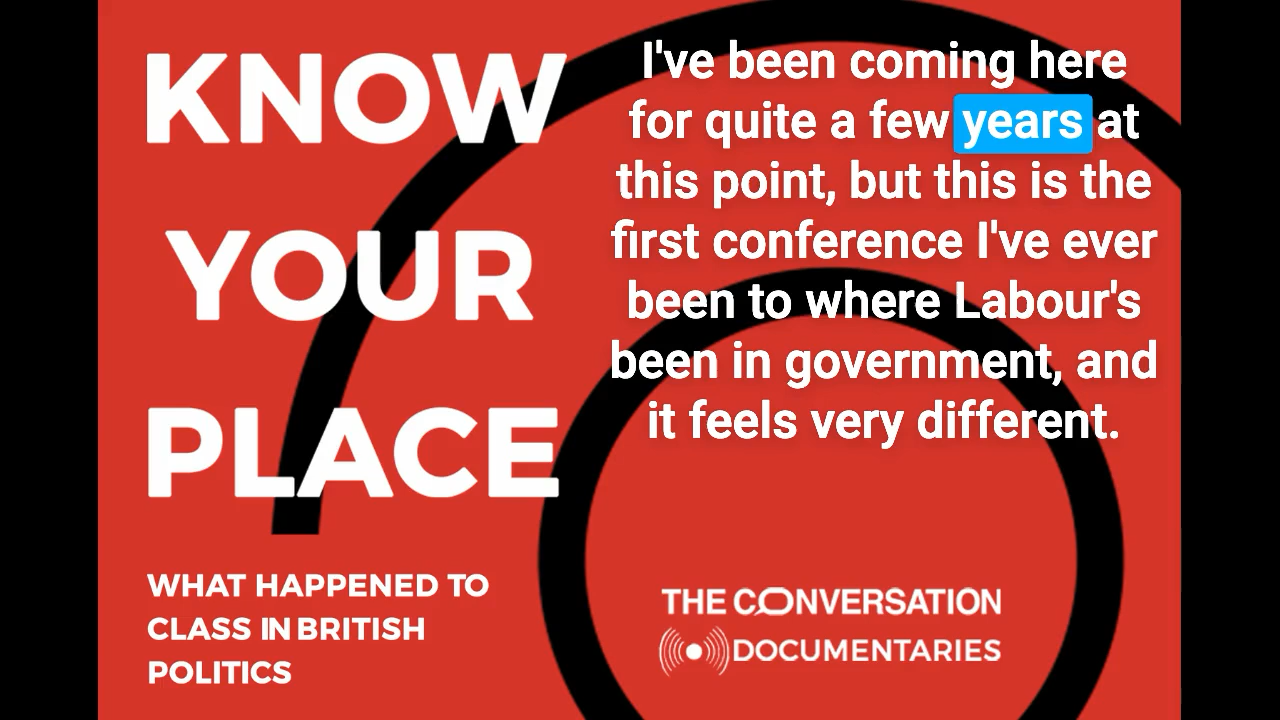 KNOW
YOUR
PLACE
WHAT HAPPENED TO
CLASS IN BRITISH
POLITICS
I've been coming here
for quite a few years at
this point, but this is the
first conference I've ever
been to where Labour's
been in government, and
it feels very different.
THE CONVERSATION
DOCUMENTARIES